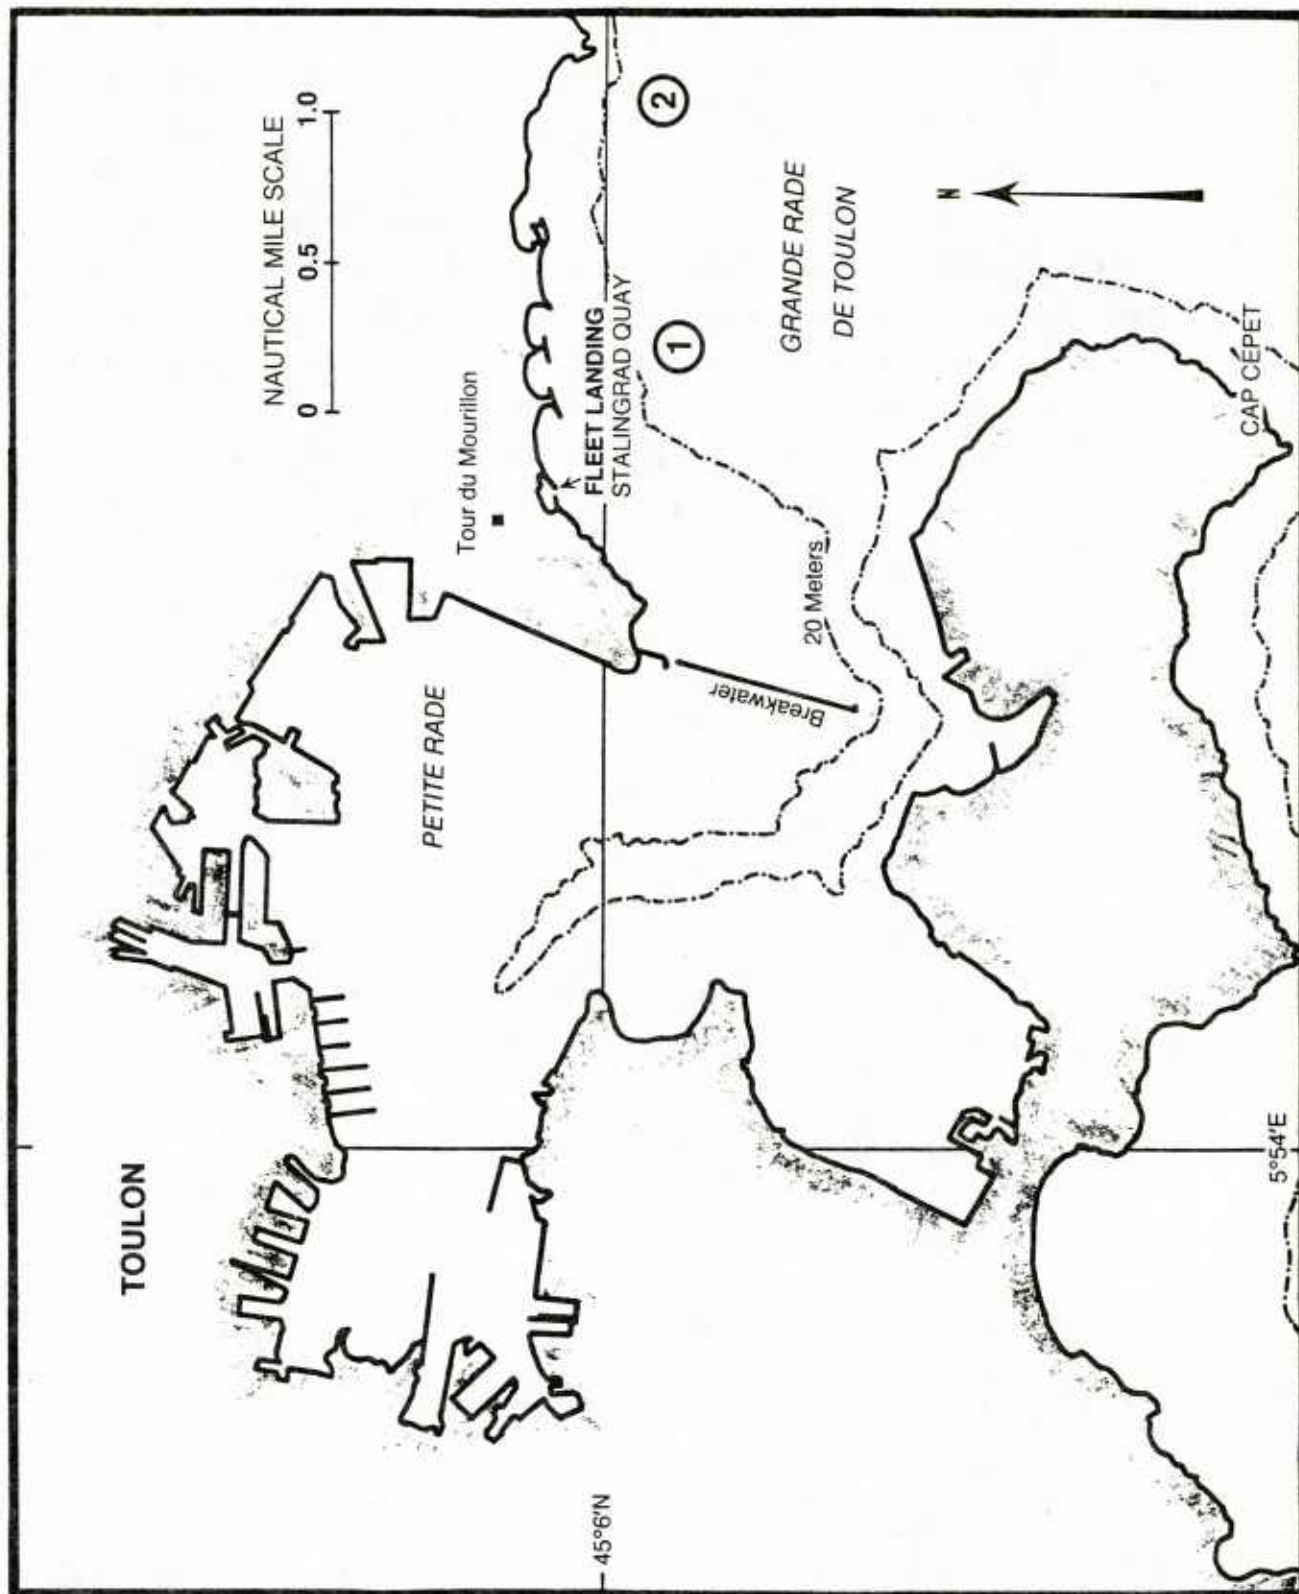 TOULON
NAUTICAL MILE SCALE
0 0.5 1.0
Tour du Mourillon
FLEET LANDING
STALINGRAD QUAY
PETITE RADE
45°6'N
1
2
GRANDE RADE
DE TOULON
N
Breakwater
20 Meters
CAP CÉPET
5°54'E